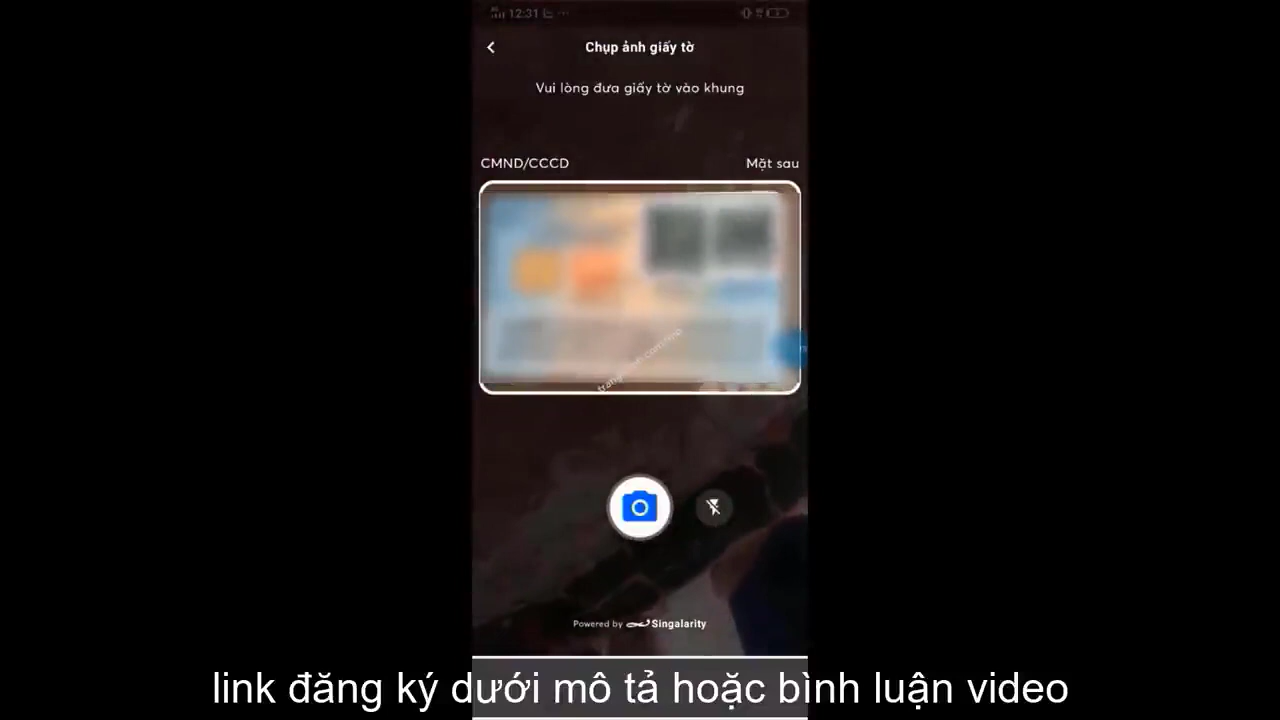 12:31
Chụp ảnh giấy tờ
Vui lòng đưa giấy tờ vào khung
CMND/CCCD
Mặt sau
Powered by Singalarity
link đăng ký dưới mô tả hoặc bình luận video